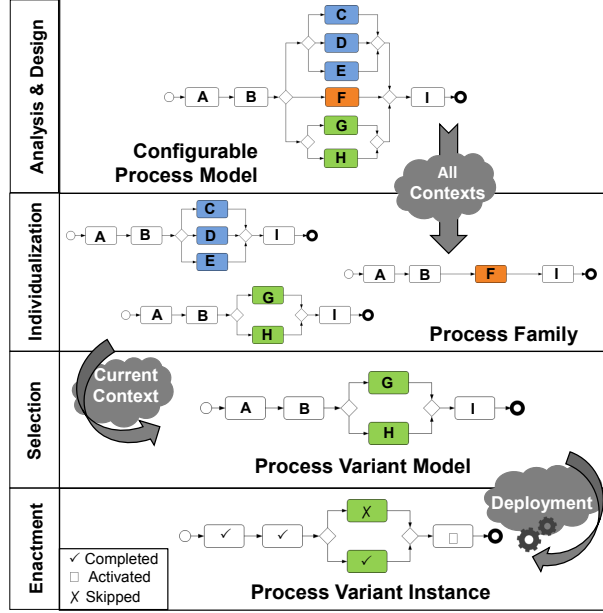 Analysis & Design
C
D
E
A B F I
G
H
Configurable
Process Model
All
Contexts
Individualization
C
A B D I
E
A B F I
G
A B I
H
Process Family
Selection
Current
Context
G
A B I
H
Process Variant Model
Deployment
Enactment
✗
✓ ✓ □
✓
✓ Completed
□ Activated
✗ Skipped
Process Variant Instance